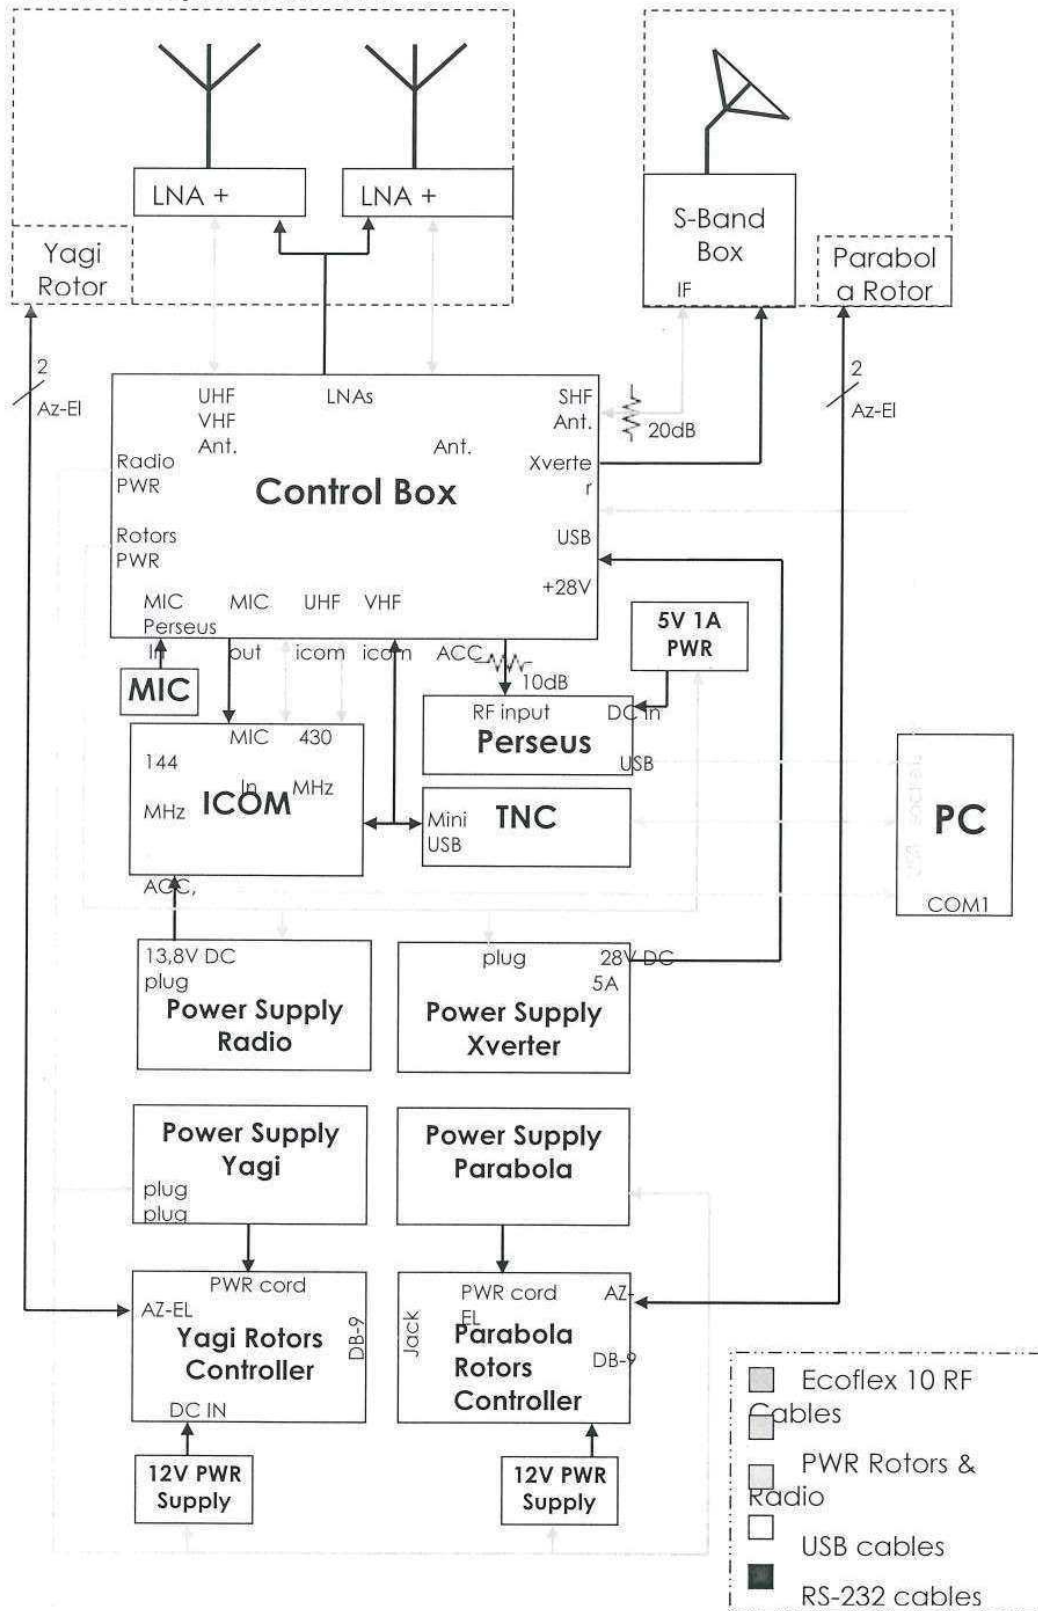 LNA +
LNA +
S-Band
Box
IF
Yagi
Rotor
Parabol
a Rotor
2
Az-El
2
Az-El
UHF
VHF
Ant.
LNAs
Ant.
SHF
Ant.
20dB
Radio
PWR
Xverte
r
Control Box
Rotors
PWR
USB
+28V
MIC
Perseus
In
MIC
out
UHF
icom
VHF
icom
ACC
5V 1A
PWR
MIC
10dB
RF input
DC in
Perseus
USB
MIC
In
430
MHz
144
MHz
ICOM
ACC,
Mini
USB
TNC
PC
COM1
13,8V DC
plug
Power Supply
Radio
plug
28V DC
5A
Power Supply
Xverter
Power Supply
Yagi
plug
plug
Power Supply
Parabola
PWR cord
AZ-EL
Yagi Rotors
Controller
DB-9
DC IN
PWR cord
AZ-
EL
Jack
Parabola
Rotors
Controller
DB-9
12V PWR
Supply
12V PWR
Supply
Ecoflex 10 RF
Cables
PWR Rotors &
Radio
USB cables
RS-232 cables